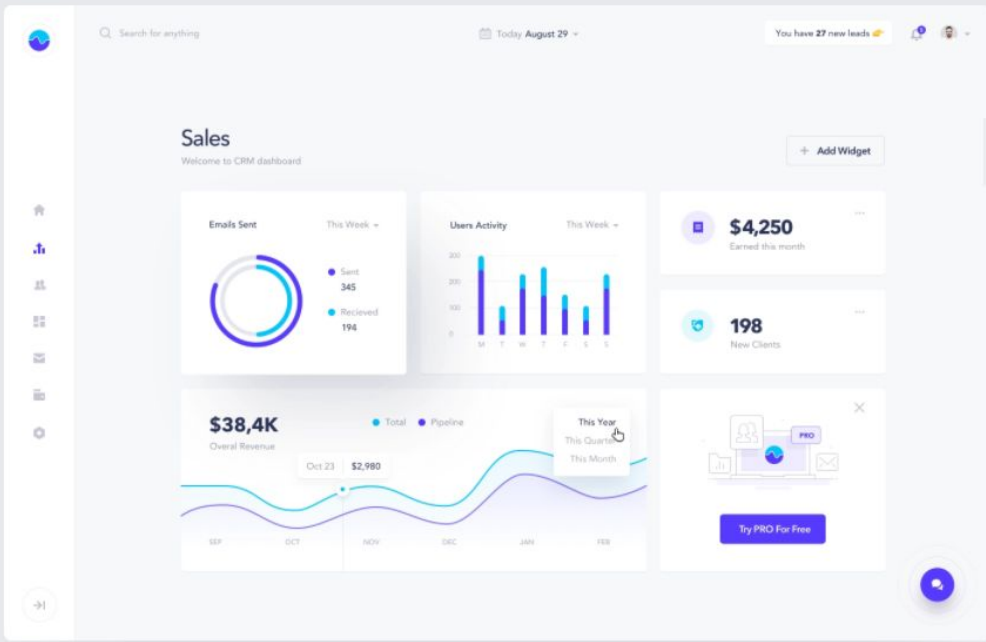 Search for anything
Today August 29
You have 27 new leads 👉
1
Sales
Welcome to CRM dashboard
+ Add Widget
Emails Sent
This Week
Sent
345
Recieved
194
Users Activity
This Week
300
200
100
0
M T W T F S S
$4,250
Earned this month
198
New Clients
$38,4K
Overal Revenue
Total
Pipeline
This Year
This Quarter
This Month
Oct 23 $2,980
SEP OCT NOV DEC JAN FEB
PRO
Try PRO For Free